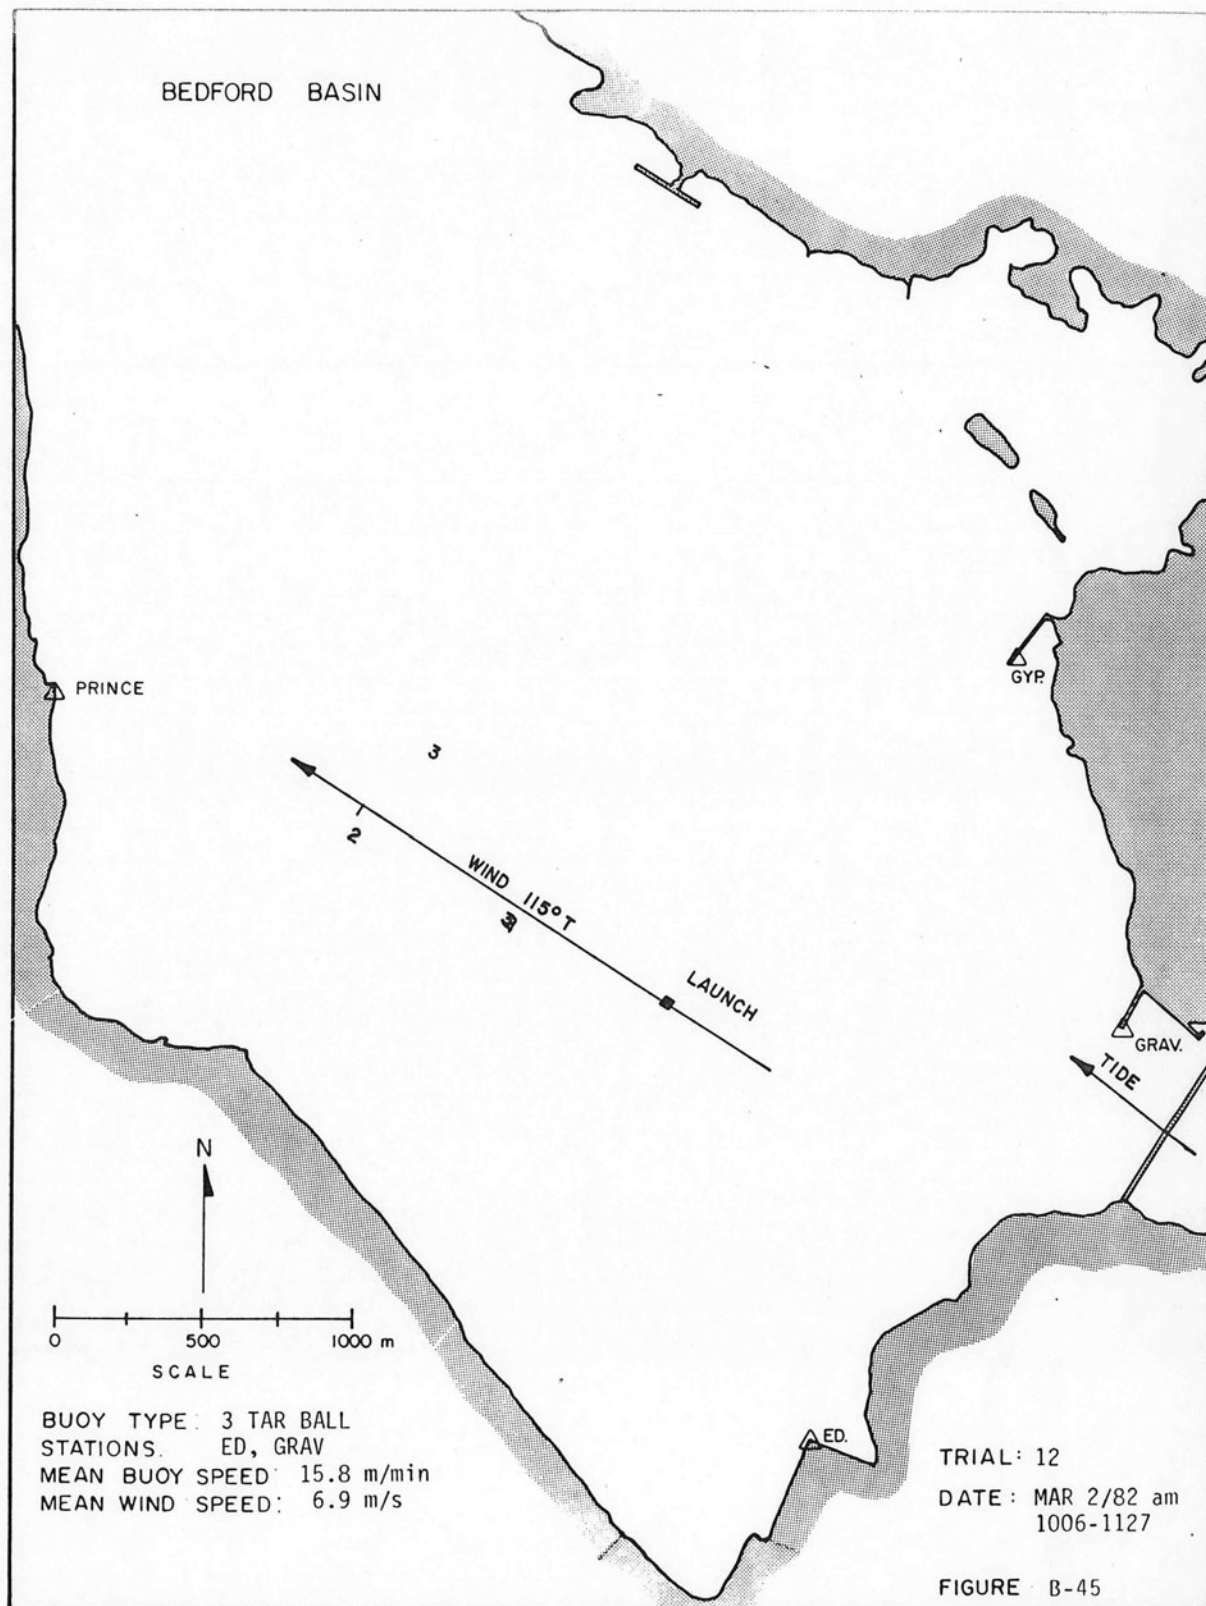 BEDFORD BASIN
PRINCE
GYP.
3
2
WIND 115° T
3
LAUNCH
GRAV.
TIDE
N
0 500 1000 m
SCALE
ED.
BUOY TYPE: 3 TAR BALL
STATIONS. ED, GRAV
MEAN BUOY SPEED: 15.8 m/min
MEAN WIND SPEED: 6.9 m/s
TRIAL: 12
DATE: MAR 2/82 am
1006-1127
FIGURE B-45